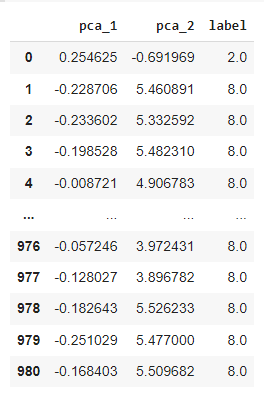 pca_1 pca_2 label
0 0.254625 -0.691969 2.0
1 -0.228706 5.460891 8.0
2 -0.233602 5.332592 8.0
3 -0.198528 5.482310 8.0
4 -0.008721 4.906783 8.0
... ... ... ...
976 -0.057246 3.972431 8.0
977 -0.128027 3.896782 8.0
978 -0.182643 5.526233 8.0
979 -0.251029 5.477000 8.0
980 -0.168403 5.509682 8.0